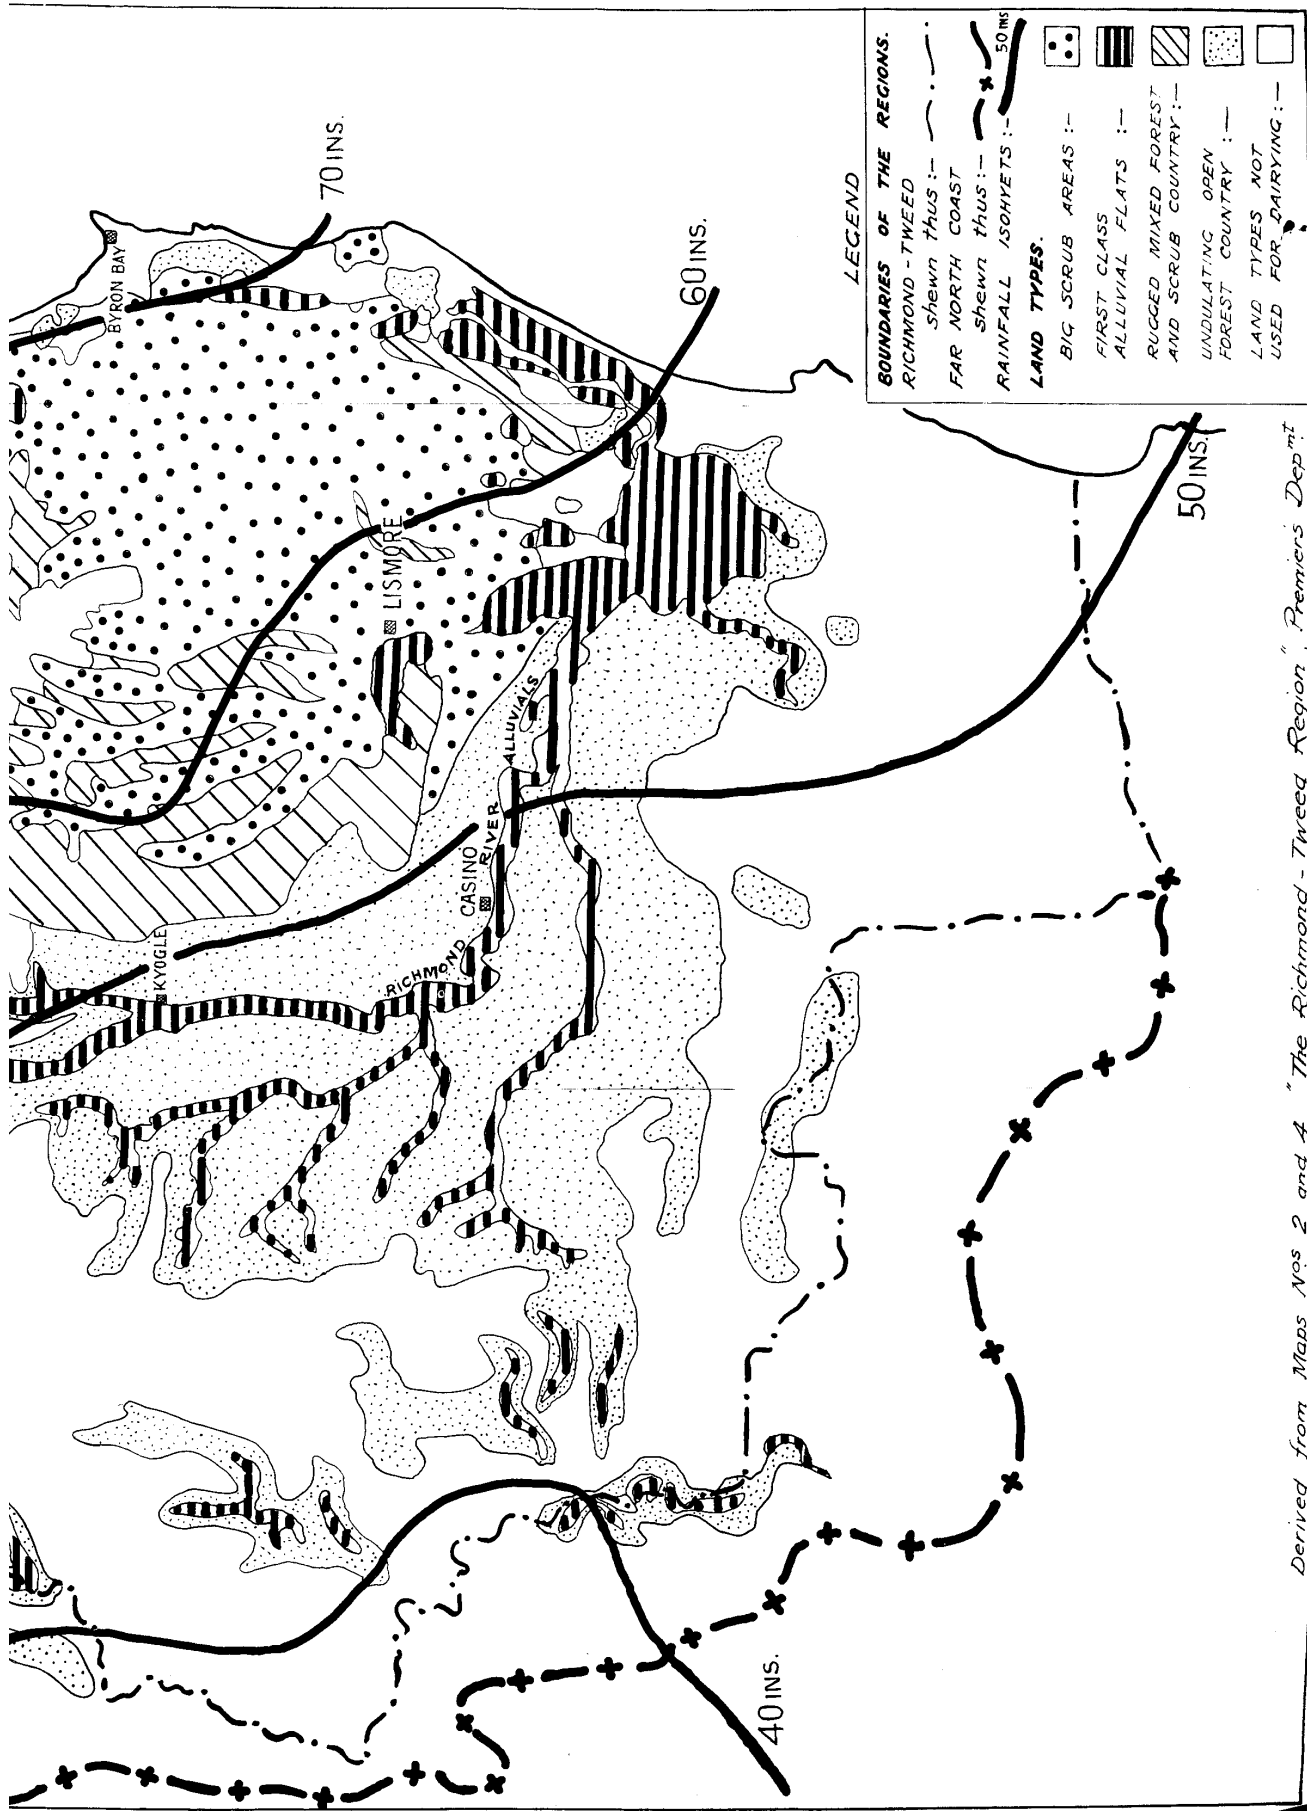 70 INS.
BYRON BAY
60 INS.
LISMORE
50 INS.
ALLUVIALS
RIVER
CASINO
RICHMOND
KYOGLE
40 INS.
LEGEND
BOUNDARIES OF THE REGIONS.
RICHMOND - TWEED
shewn thus :-
FAR NORTH COAST
shewn thus :-
RAINFALL ISOHYETS :- 50 INS
LAND TYPES.
BIG SCRUB AREAS :-
FIRST CLASS
ALLUVIAL FLATS :-
RUGGED MIXED FOREST
AND SCRUB COUNTRY :-
UNDULATING OPEN
FOREST COUNTRY :-
LAND TYPES NOT
USED FOR DAIRYING :-
Derived from Maps Nos 2 and 4 "The Richmond - Tweed Region", Premiers Depmt